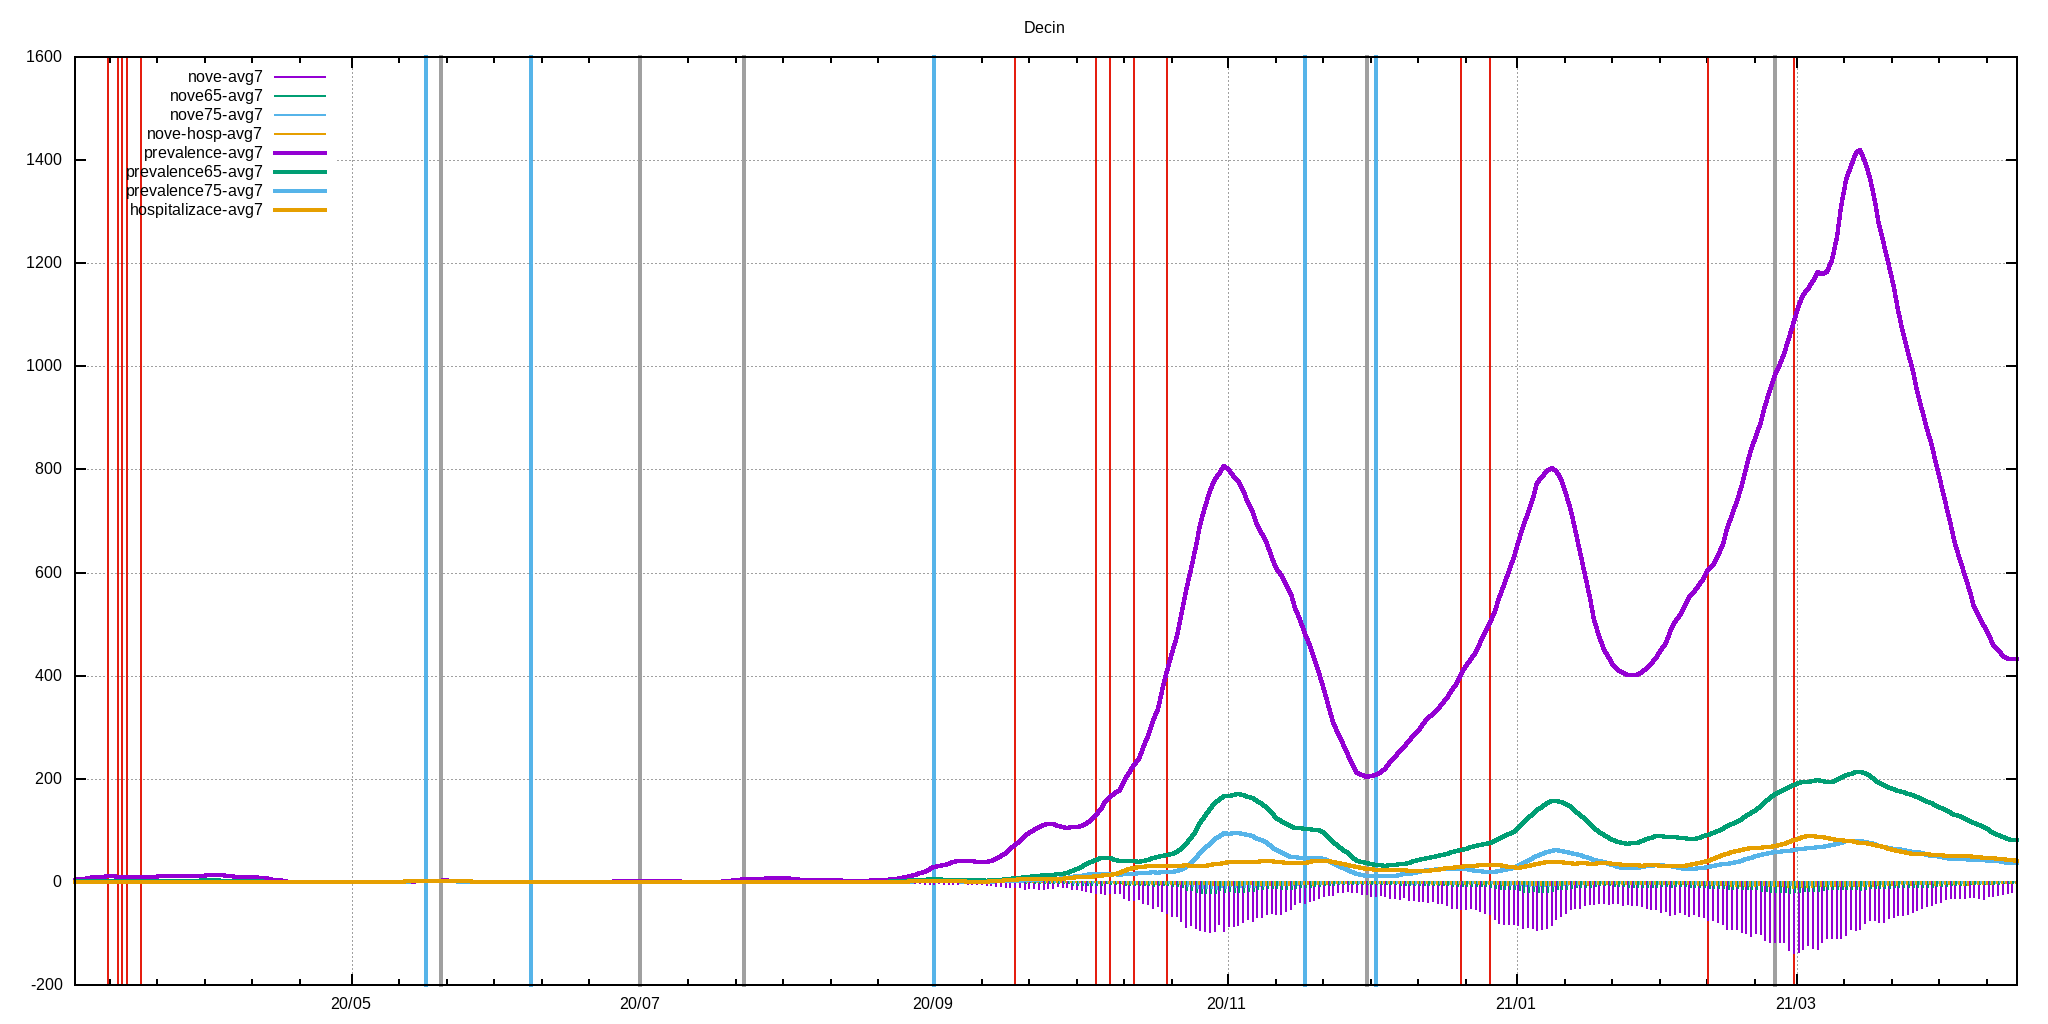 Decin
1600
1400
1200
1000
800
600
400
200
0
-200
nove-avg7
nove65-avg7
nove75-avg7
nove-hosp-avg7
prevalence-avg7
prevalence65-avg7
prevalence75-avg7
hospitalizace-avg7
20/05 20/07 20/09 20/11 21/01 21/03